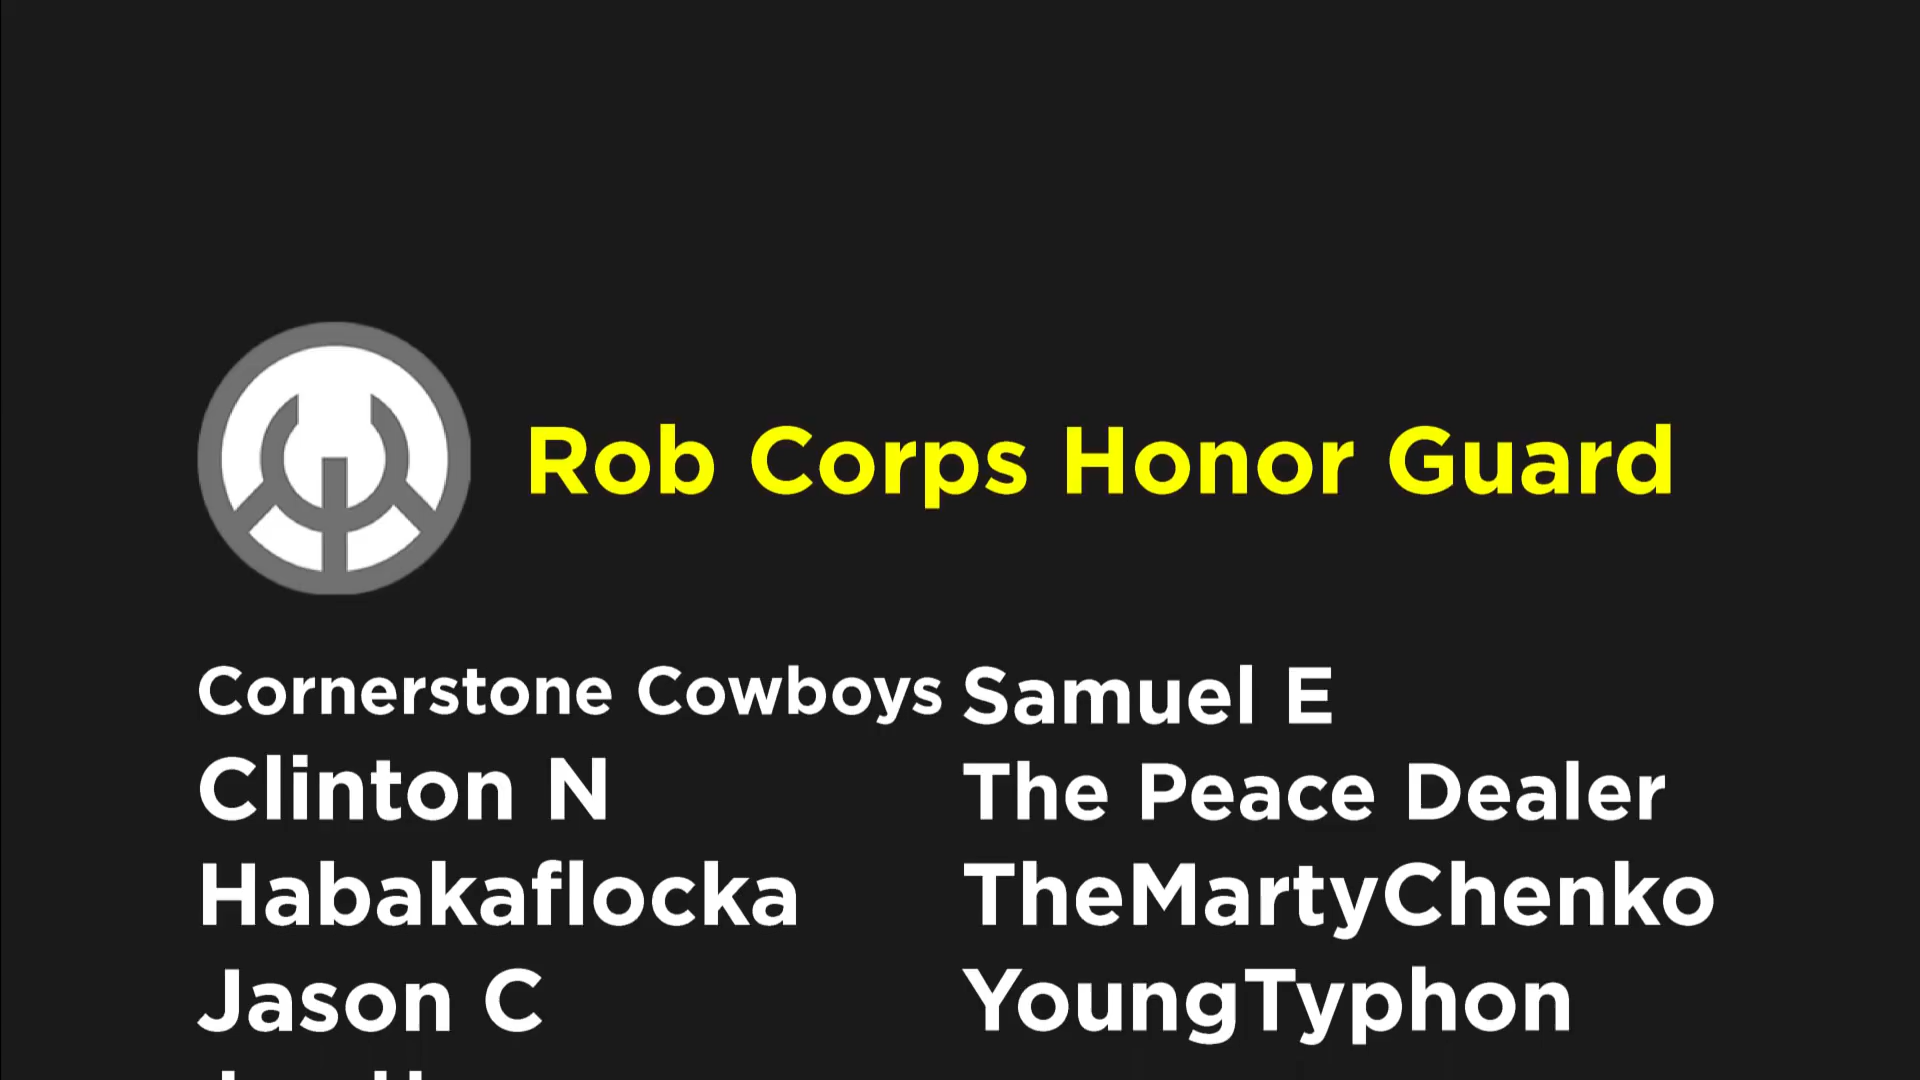 Rob Corps Honor Guard
Cornerstone Cowboys
Clinton N
Habakaflocka
Jason C
Samuel E
The Peace Dealer
TheMartyChenko
YoungTyphon